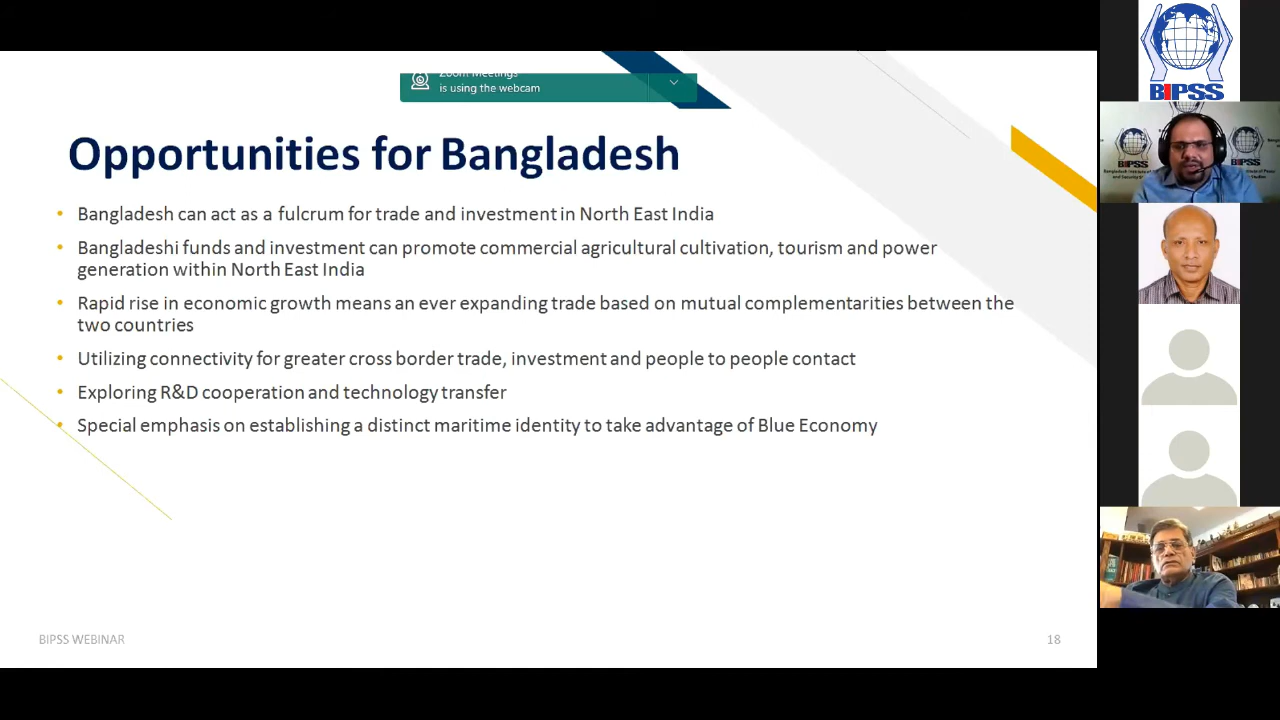 Zoom Meetings
is using the webcam
Opportunities for Bangladesh
• Bangladesh can act as a fulcrum for trade and investment in North East India
• Bangladeshi funds and investment can promote commercial agricultural cultivation, tourism and power
generation within North East India
• Rapid rise in economic growth means an ever expanding trade based on mutual complementarities between the
two countries
• Utilizing connectivity for greater cross border trade, investment and people to people contact
• Exploring R&D cooperation and technology transfer
• Special emphasis on establishing a distinct maritime identity to take advantage of Blue Economy
BIPSS WEBINAR
18
BIPSS
BIPSS
BIPSS